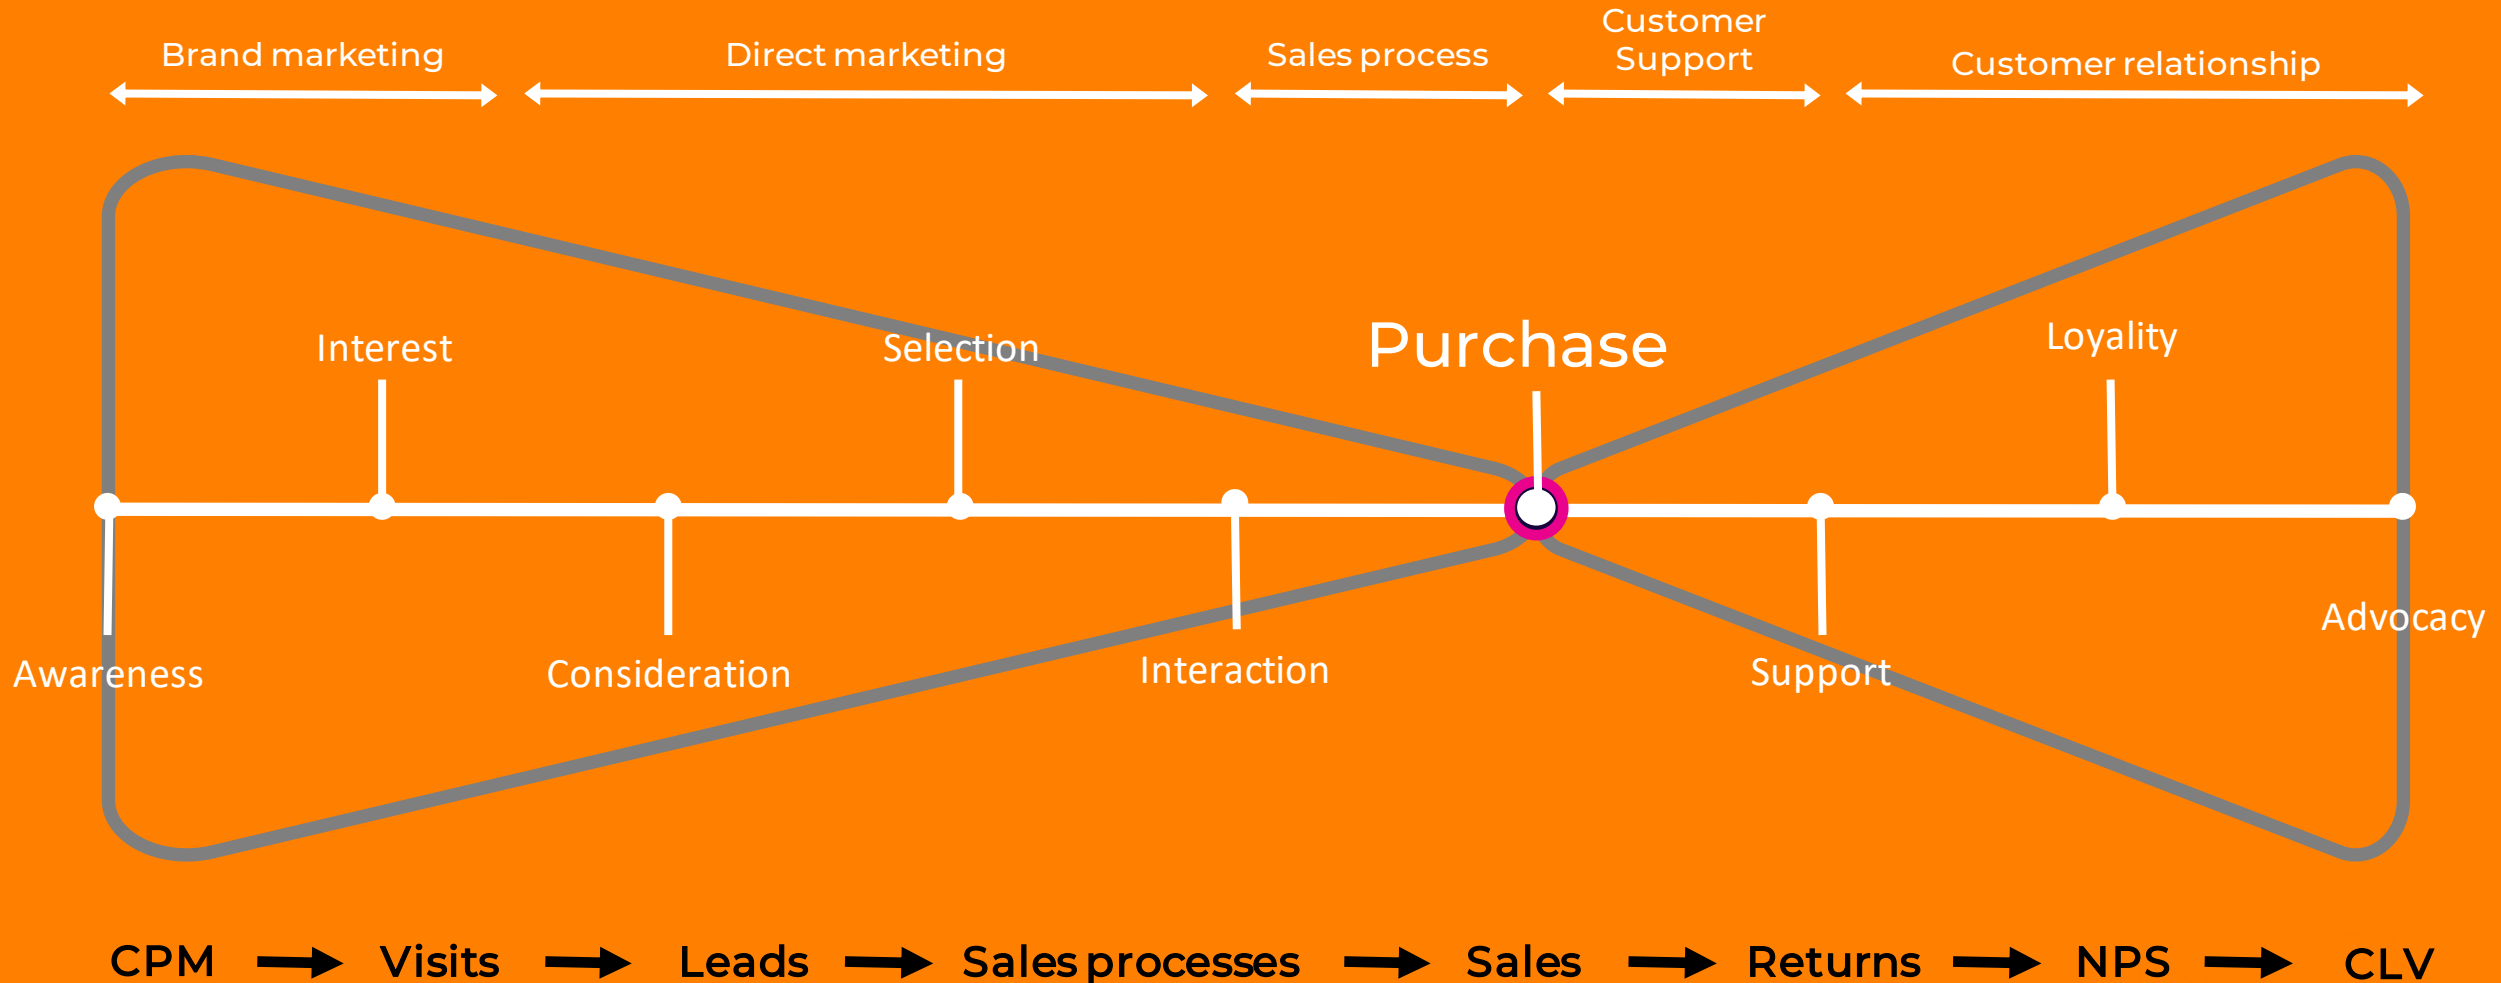 Brand marketing
Direct marketing
Sales process
Customer
Support
Customer relationship
Interest
Selection
Purchase
Loyality
Awareness
Consideration
Interaction
Support
Advocacy
CPM
Visits
Leads
Sales processes
Sales
Returns
NPS
CLV